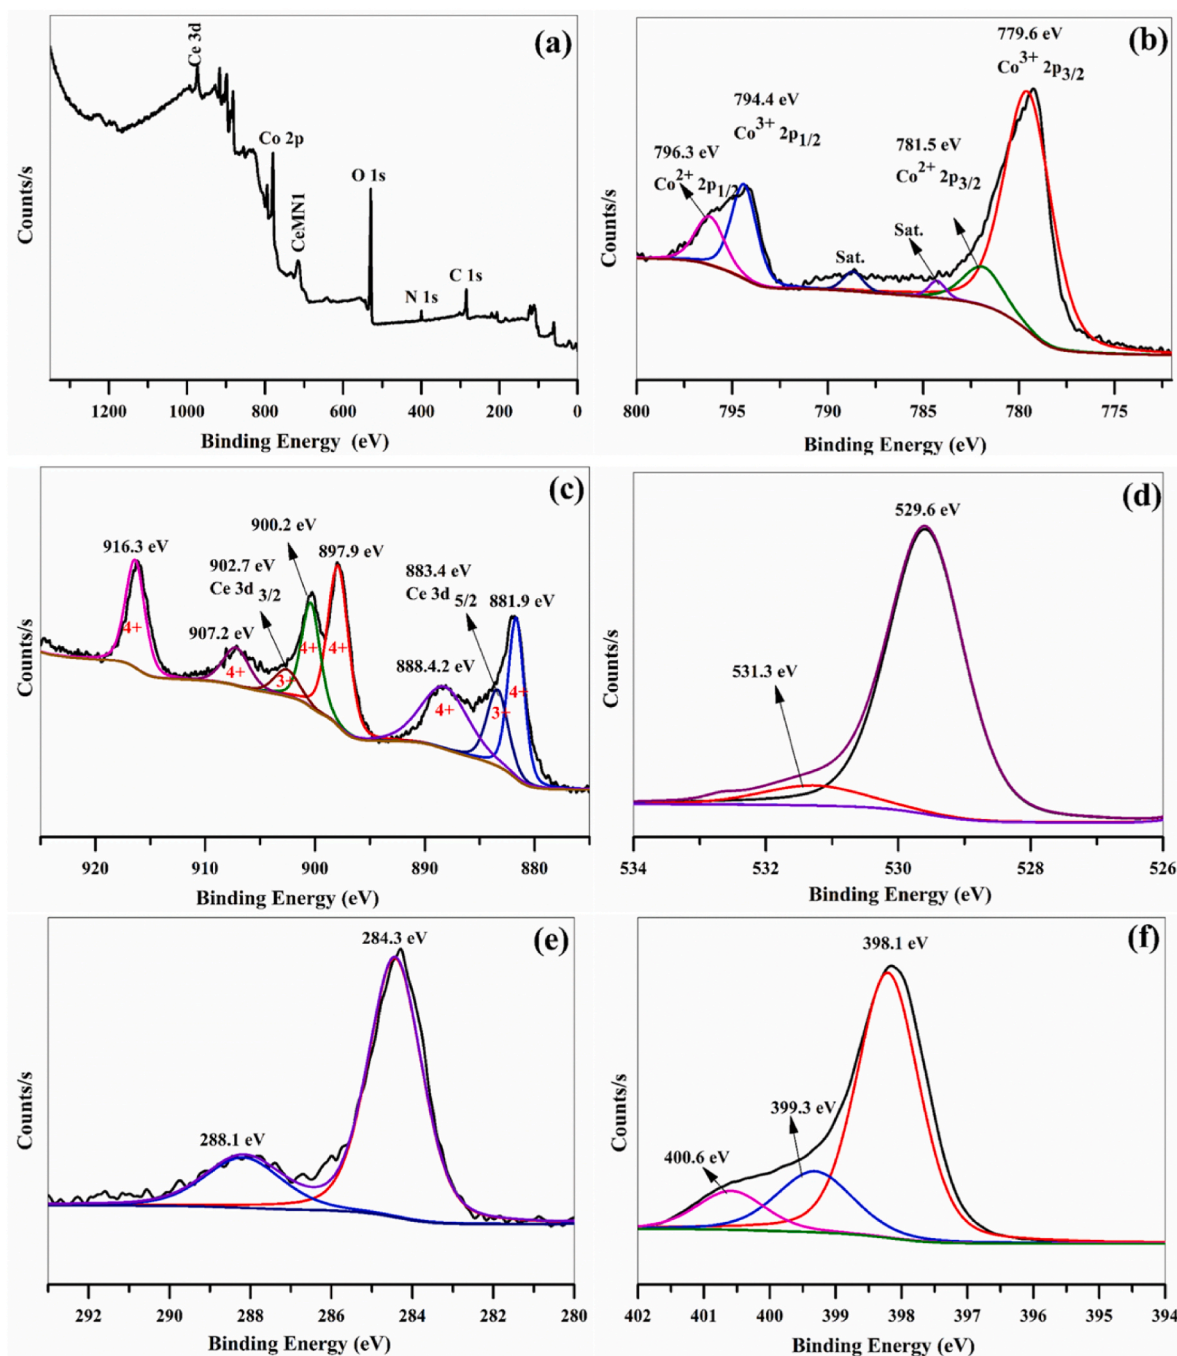 (a)
Ce 3d
Co 2p
CeMN1
O 1s
N 1s
C 1s
Counts/s
1200 1000 800 600 400 200 0
Binding Energy (eV)
(b)
779.6 eV
Co3+ 2p3/2
794.4 eV
Co3+ 2p1/2
796.3 eV
Co2+ 2p1/2
781.5 eV
Co2+ 2p3/2
Sat.
Sat.
Counts/s
800 795 790 785 780 775
Binding Energy (eV)
(c)
916.3 eV
900.2 eV
902.7 eV
Ce 3d 3/2
897.9 eV
883.4 eV
Ce 3d 5/2
881.9 eV
907.2 eV
888.4.2 eV
4+
4+
3+
4+
4+
4+
3+
4+
Counts/s
920 910 900 890 880
Binding Energy (eV)
(d)
529.6 eV
531.3 eV
Counts/s
534 532 530 528 526
Binding Energy (eV)
(e)
284.3 eV
288.1 eV
Counts/s
292 290 288 286 284 282 280
Binding Energy (eV)
(f)
398.1 eV
399.3 eV
400.6 eV
Counts/s
402 401 400 399 398 397 396 395 394
Binding Energy (eV)